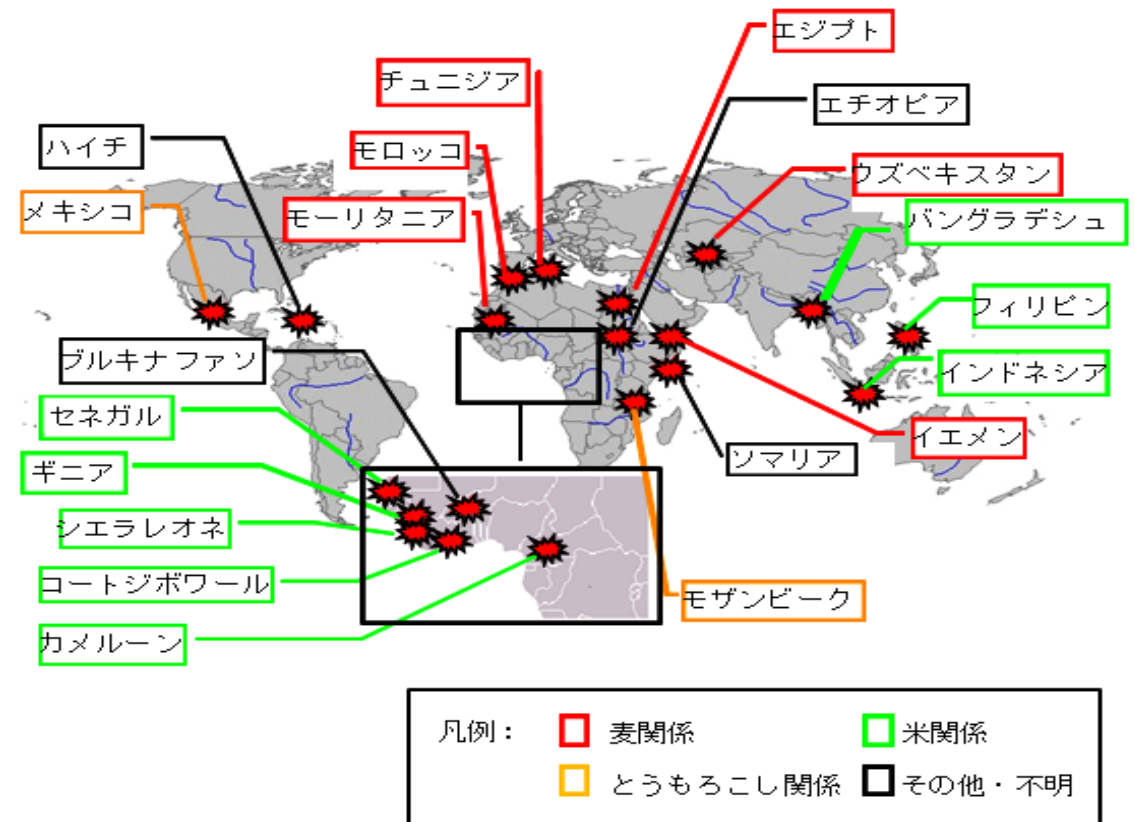 エジプト
チュニジア
エチオピア
ハイチ
モロッコ
ウズベキスタン
メキシコ
モーリタニア
バングラデシュ
フィリピン
ブルキナファソ
インドネシア
セネガル
イエメン
ソマリア
ギニア
シエラレオネ
コートジボワール
モザンビーク
カメルーン
凡例：
麦関係
米関係
とうもろこし関係
その他・不明